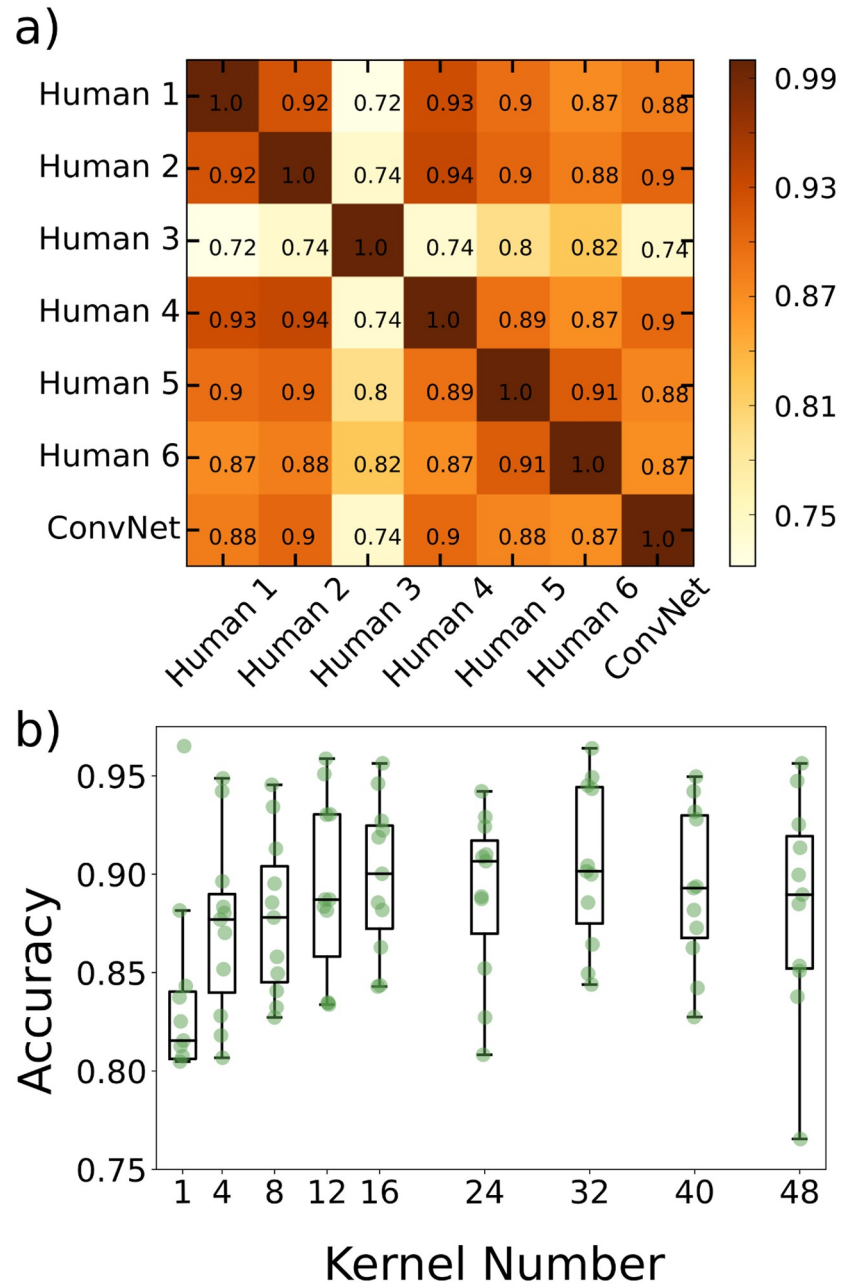 a)
Human 1 1.0 0.92 0.72 0.93 0.9 0.87 0.88
Human 2 0.92 1.0 0.74 0.94 0.9 0.88 0.9
Human 3 0.72 0.74 1.0 0.74 0.8 0.82 0.74
Human 4 0.93 0.94 0.74 1.0 0.89 0.87 0.9
Human 5 0.9 0.9 0.8 0.89 1.0 0.91 0.88
Human 6 0.87 0.88 0.82 0.87 0.91 1.0 0.87
ConvNet 0.88 0.9 0.74 0.9 0.88 0.87 1.0
Human 1 Human 2 Human 3 Human 4 Human 5 Human 6 ConvNet
0.99
0.93
0.87
0.81
0.75
b)
Accuracy
0.95
0.90
0.85
0.80
0.75
1 4 8 12 16 24 32 40 48
Kernel Number